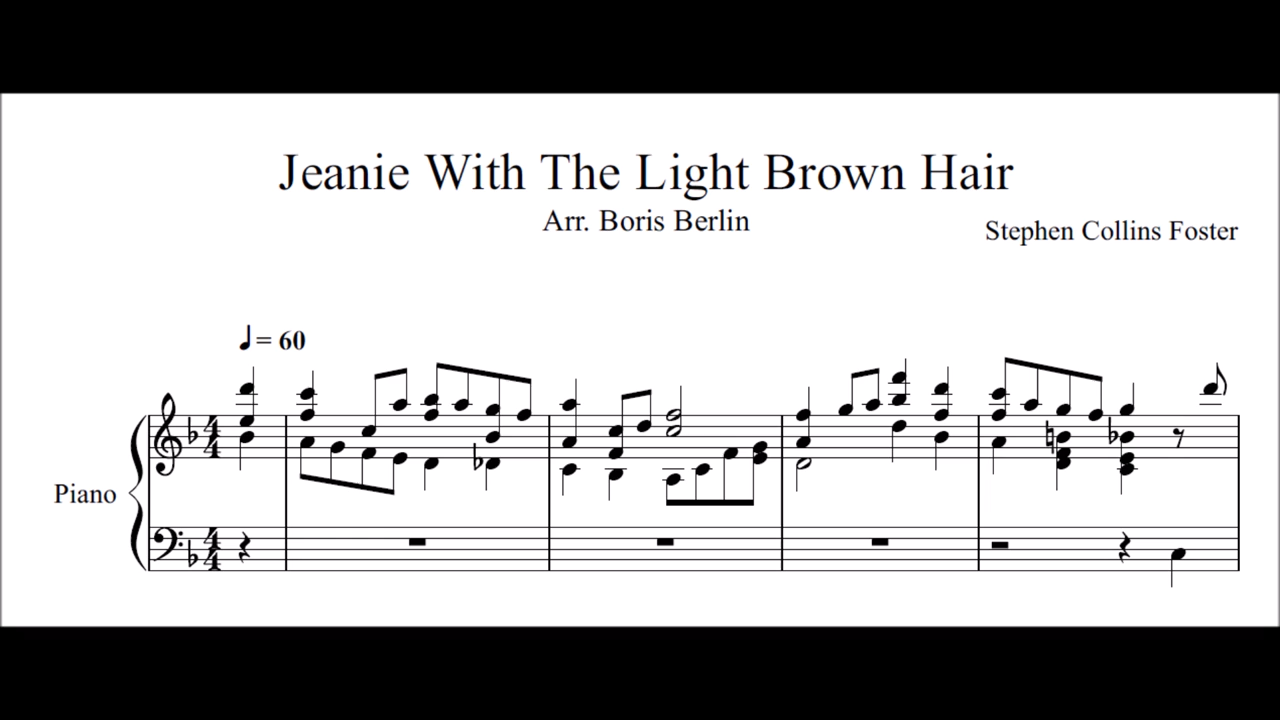 Jeanie With The Light Brown Hair
Arr. Boris Berlin
Stephen Collins Foster
♩= 60
Piano